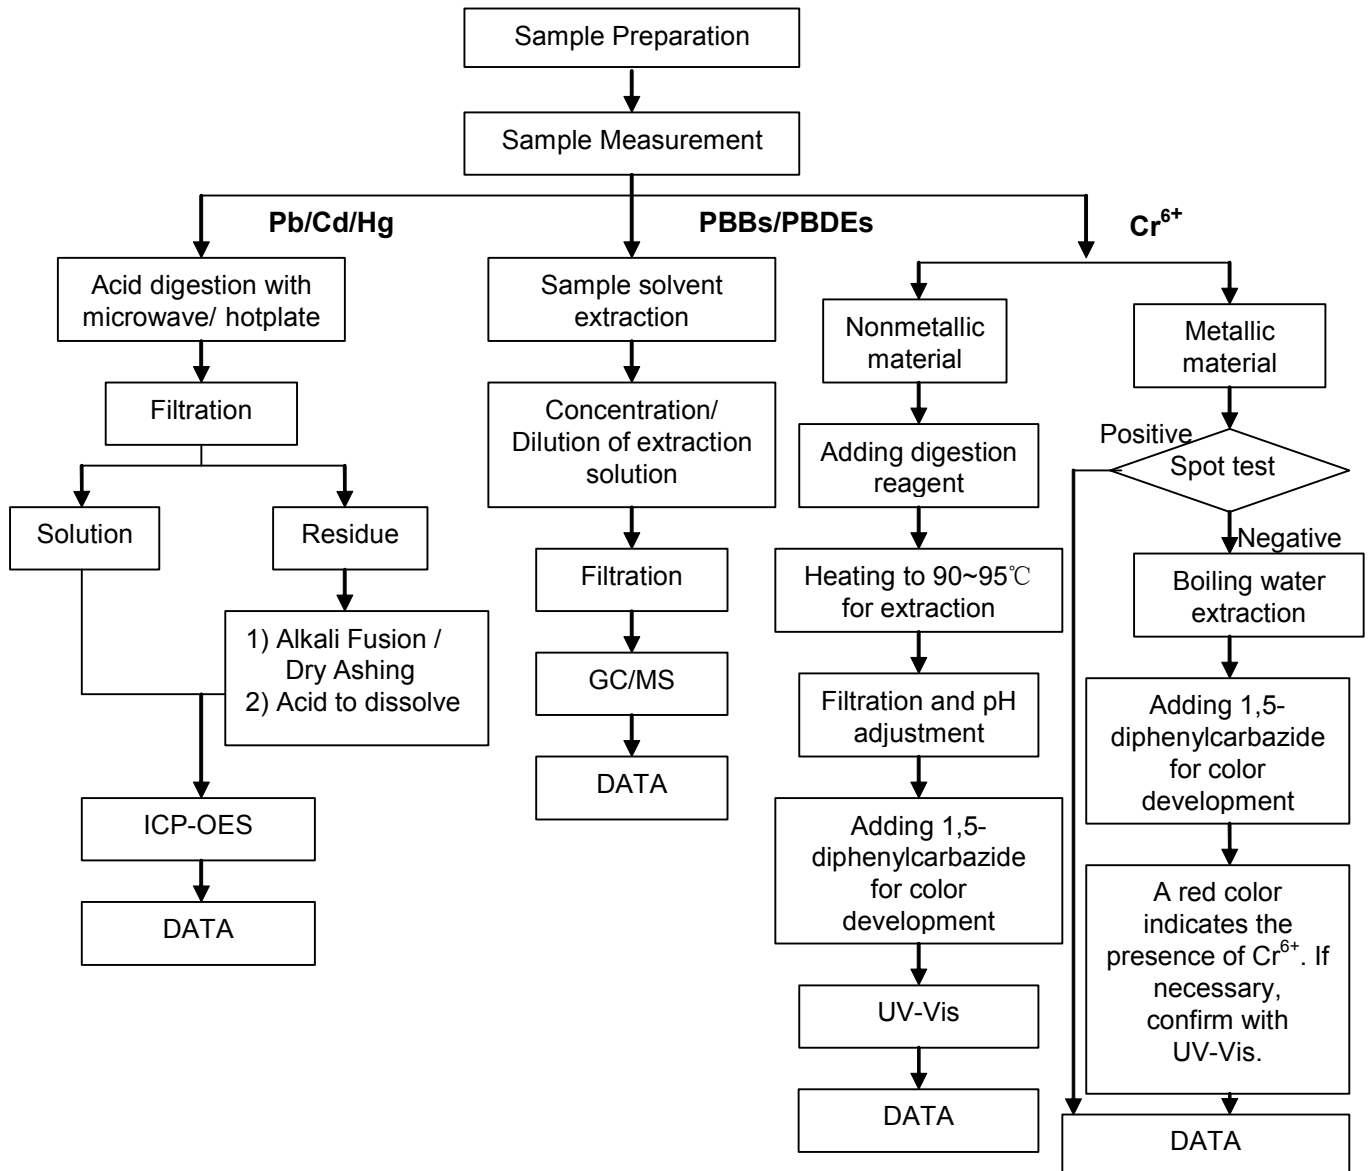 Sample Preparation
Sample Measurement
Pb/Cd/Hg
PBBs/PBDEs
Cr⁶⁺
Acid digestion with
microwave/ hotplate
Filtration
Solution
Residue
1) Alkali Fusion /
Dry Ashing
2) Acid to dissolve
ICP-OES
DATA
Sample solvent
extraction
Concentration/
Dilution of extraction
solution
Filtration
GC/MS
DATA
Nonmetallic
material
Adding digestion
reagent
Heating to 90~95℃
for extraction
Filtration and pH
adjustment
Adding 1,5-
diphenylcarbazide
for color
development
UV-Vis
DATA
Metallic
material
Positive
Spot test
Negative
Boiling water
extraction
Adding 1,5-
diphenylcarbazide
for color
development
A red color
indicates the
presence of Cr⁶⁺. If
necessary,
confirm with
UV-Vis.
DATA